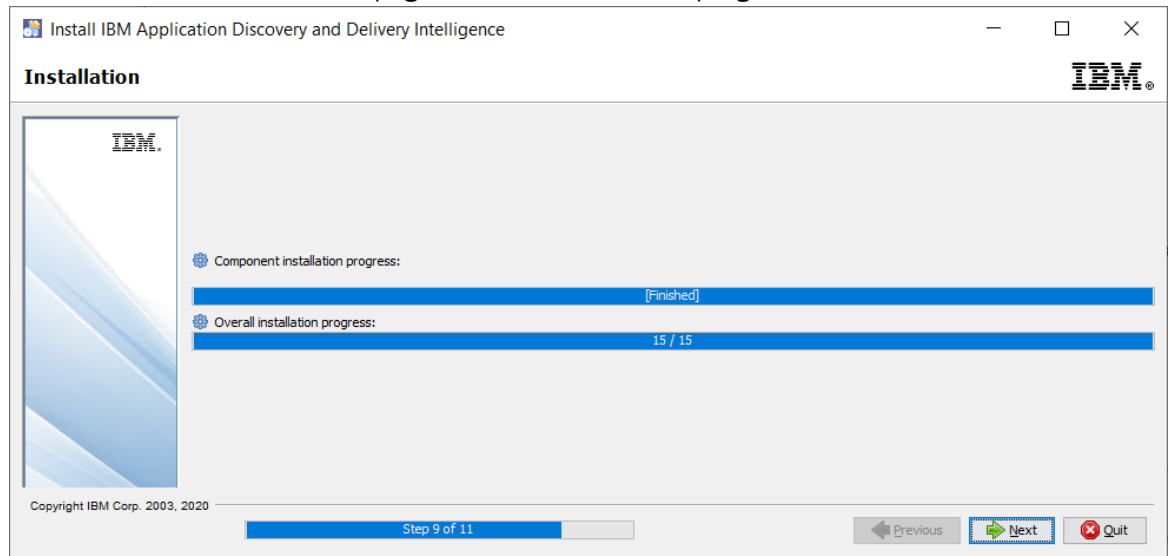 Install IBM Application Discovery and Delivery Intelligence
Installation
IBM®
IBM.
Component installation progress:
[Finished]
Overall installation progress:
15 / 15
Copyright IBM Corp. 2003, 2020
Step 9 of 11
Previous
Next
Quit